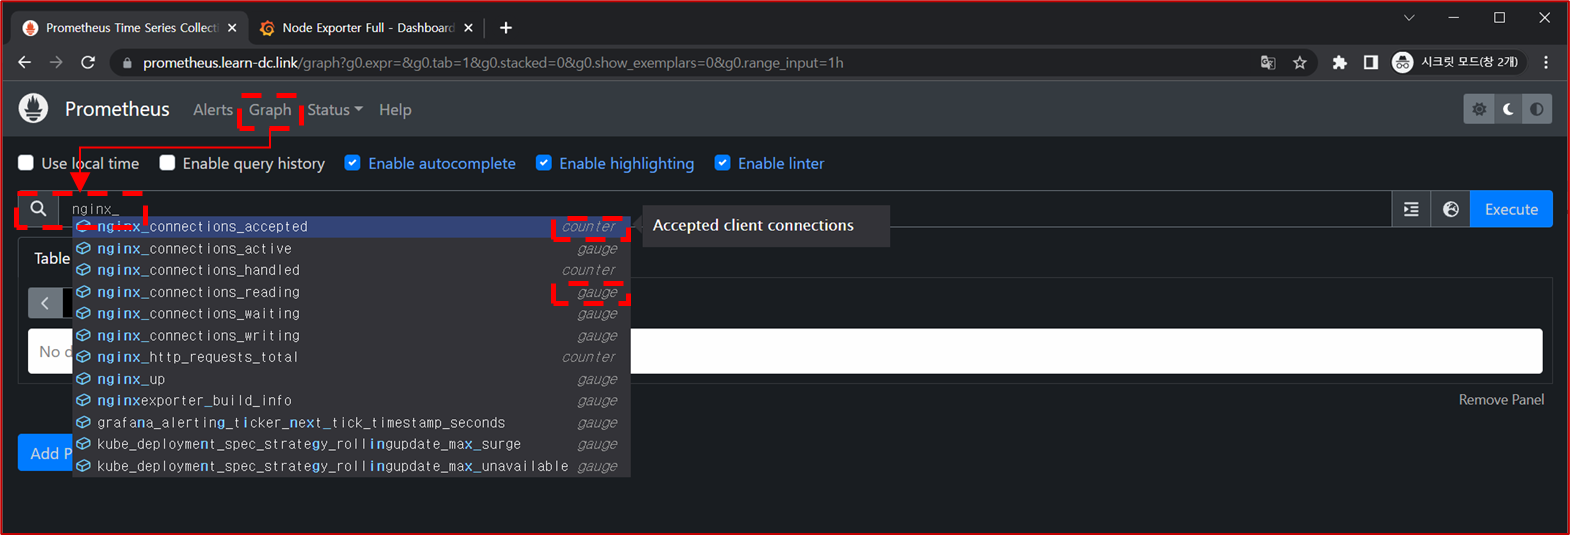 Prometheus Time Series Collecti
Node Exporter Full - Dashboard
prometheus.learn-dc.link/graph?g0.expr=&g0.tab=1&g0.stacked=0&g0.show_exemplars=0&g0.range_input=1h
시크릿 모드(창 2개)
Prometheus Alerts Graph Status Help
Use local time Enable query history Enable autocomplete Enable highlighting Enable linter
nginx_
Execute
nginx_connections_accepted counter
Accepted client connections
nginx_connections_active gauge
Table
nginx_connections_handled counter
nginx_connections_reading gauge
nginx_connections_waiting gauge
nginx_connections_writing gauge
No d
nginx_http_requests_total counter
nginx_up gauge
nginxexporter_build_info gauge
Remove Panel
grafana_alerting_ticker_next_tick_timestamp_seconds gauge
kube_deployment_spec_strategy_rollingupdate_max_surge gauge
Add P
kube_deployment_spec_strategy_rollingupdate_max_unavailable gauge